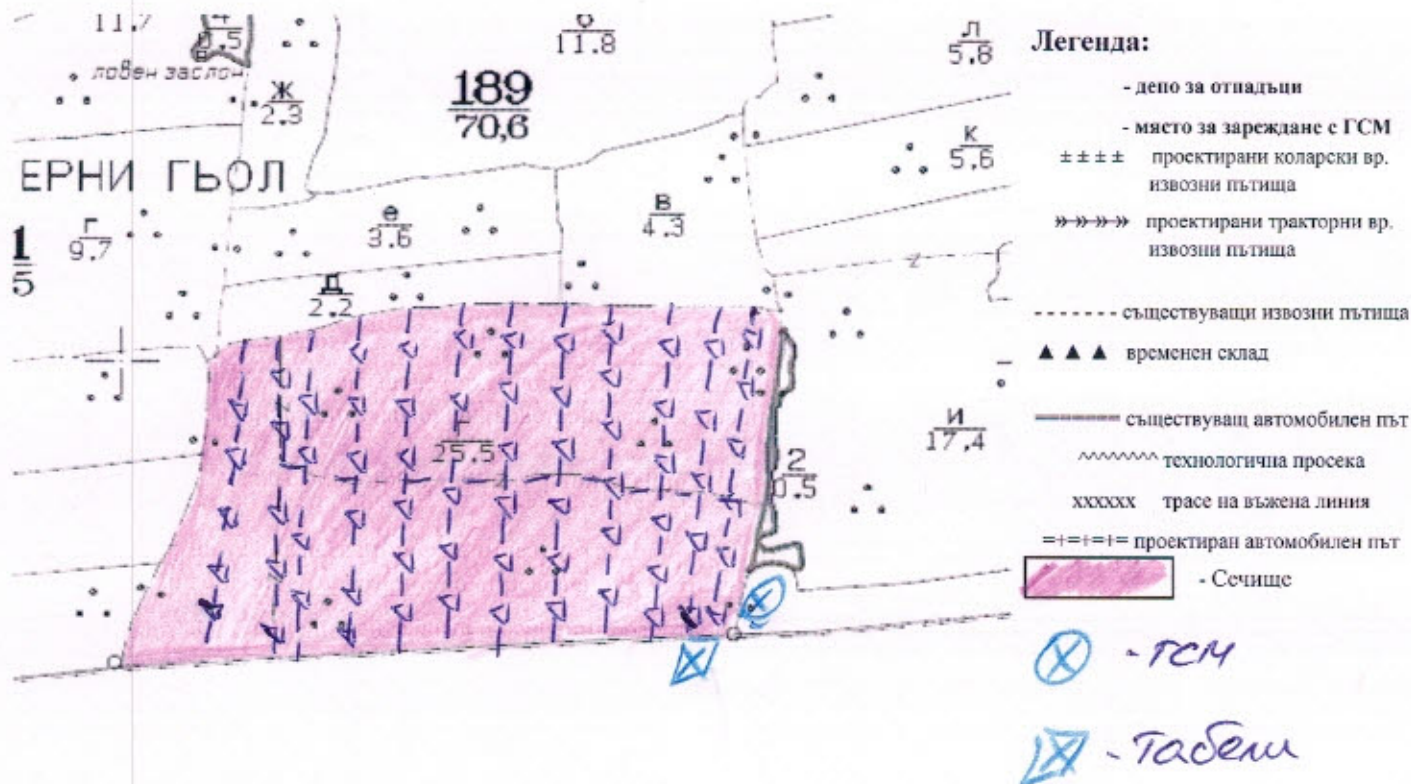 11.7
0.5
ловен заслон
Ж
2.3
11.8
189
70,6
Л
5.8
К
5.6
ЕРНИ ГЬОЛ
1
5
г
9.7
е
3.6
в
4.3
д
2.2
25.5
2
0.5
и
17.4
Легенда:
- депо за отпадъци
- място за зареждане с ГСМ
± ± ± ± проектирани коларски вр.
извозни пътища
»»»» проектирани тракторни вр.
извозни пътища
-------- съществуващи извозни пътища
▲ ▲ ▲ временен склад
съществуващ автомобилен път
^^^^^^^^ технологична просека
xxxxxx трасе на въжена линия
=+=+=+= проектиран автомобилен път
- Сечище
- ГСМ
- Табели